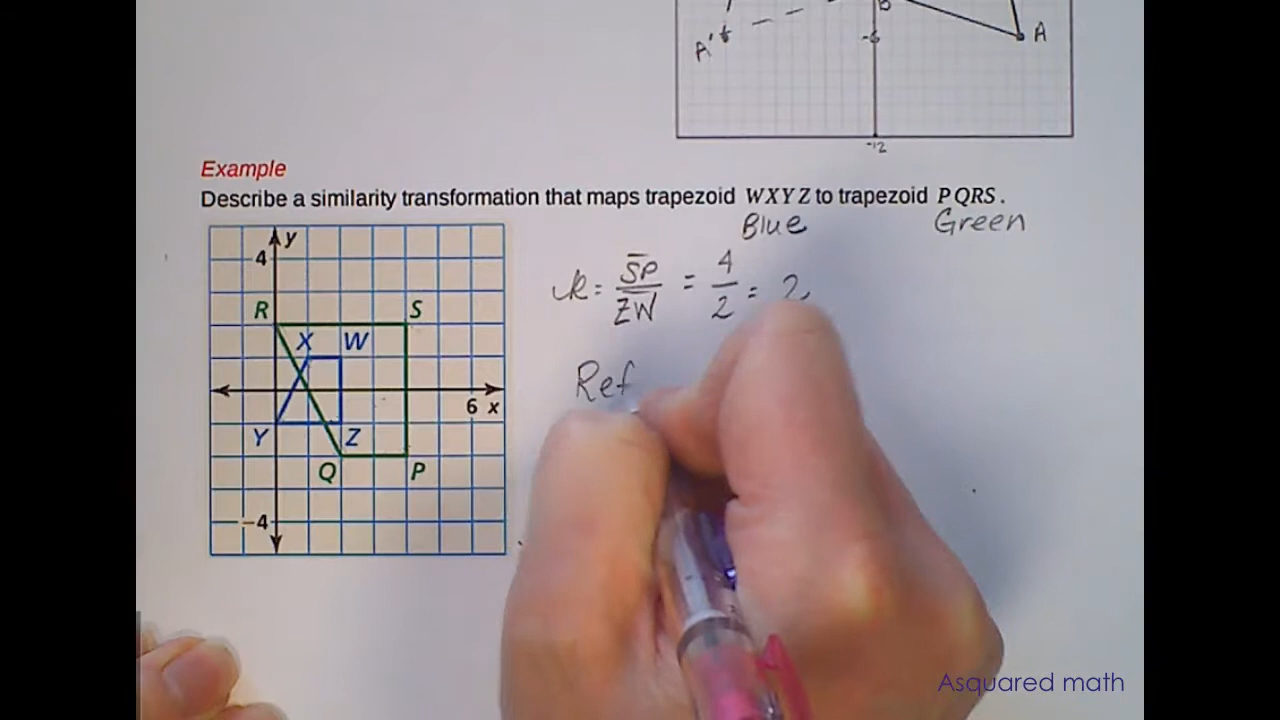 B
A' -6 A
-12
Example
Describe a similarity transformation that maps trapezoid WXYZ to trapezoid PQRS.
Blue Green
k = SP/ZW = 4/2 = 2
Ref
y
4
R S
X W
6 x
Y Z
Q P
-4
Asquared math